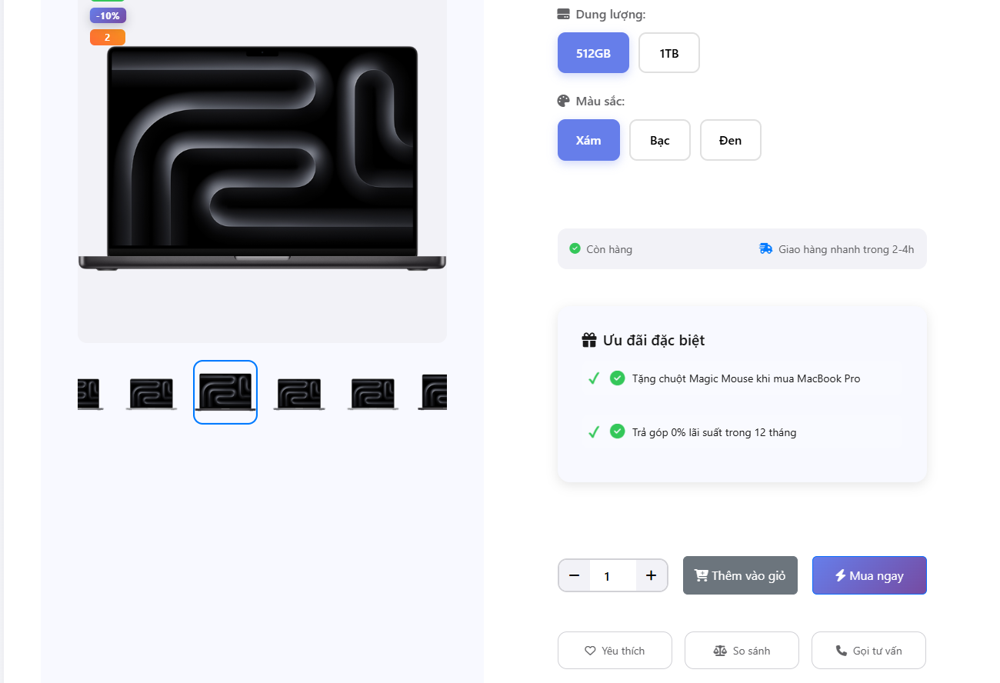 -10%
2
Dung lượng:
512GB
1TB
Màu sắc:
Xám
Bạc
Đen
Còn hàng
Giao hàng nhanh trong 2-4h
Ưu đãi đặc biệt
Tặng chuột Magic Mouse khi mua MacBook Pro
Trả góp 0% lãi suất trong 12 tháng
1
Thêm vào giỏ
Mua ngay
Yêu thích
So sánh
Gọi tư vấn